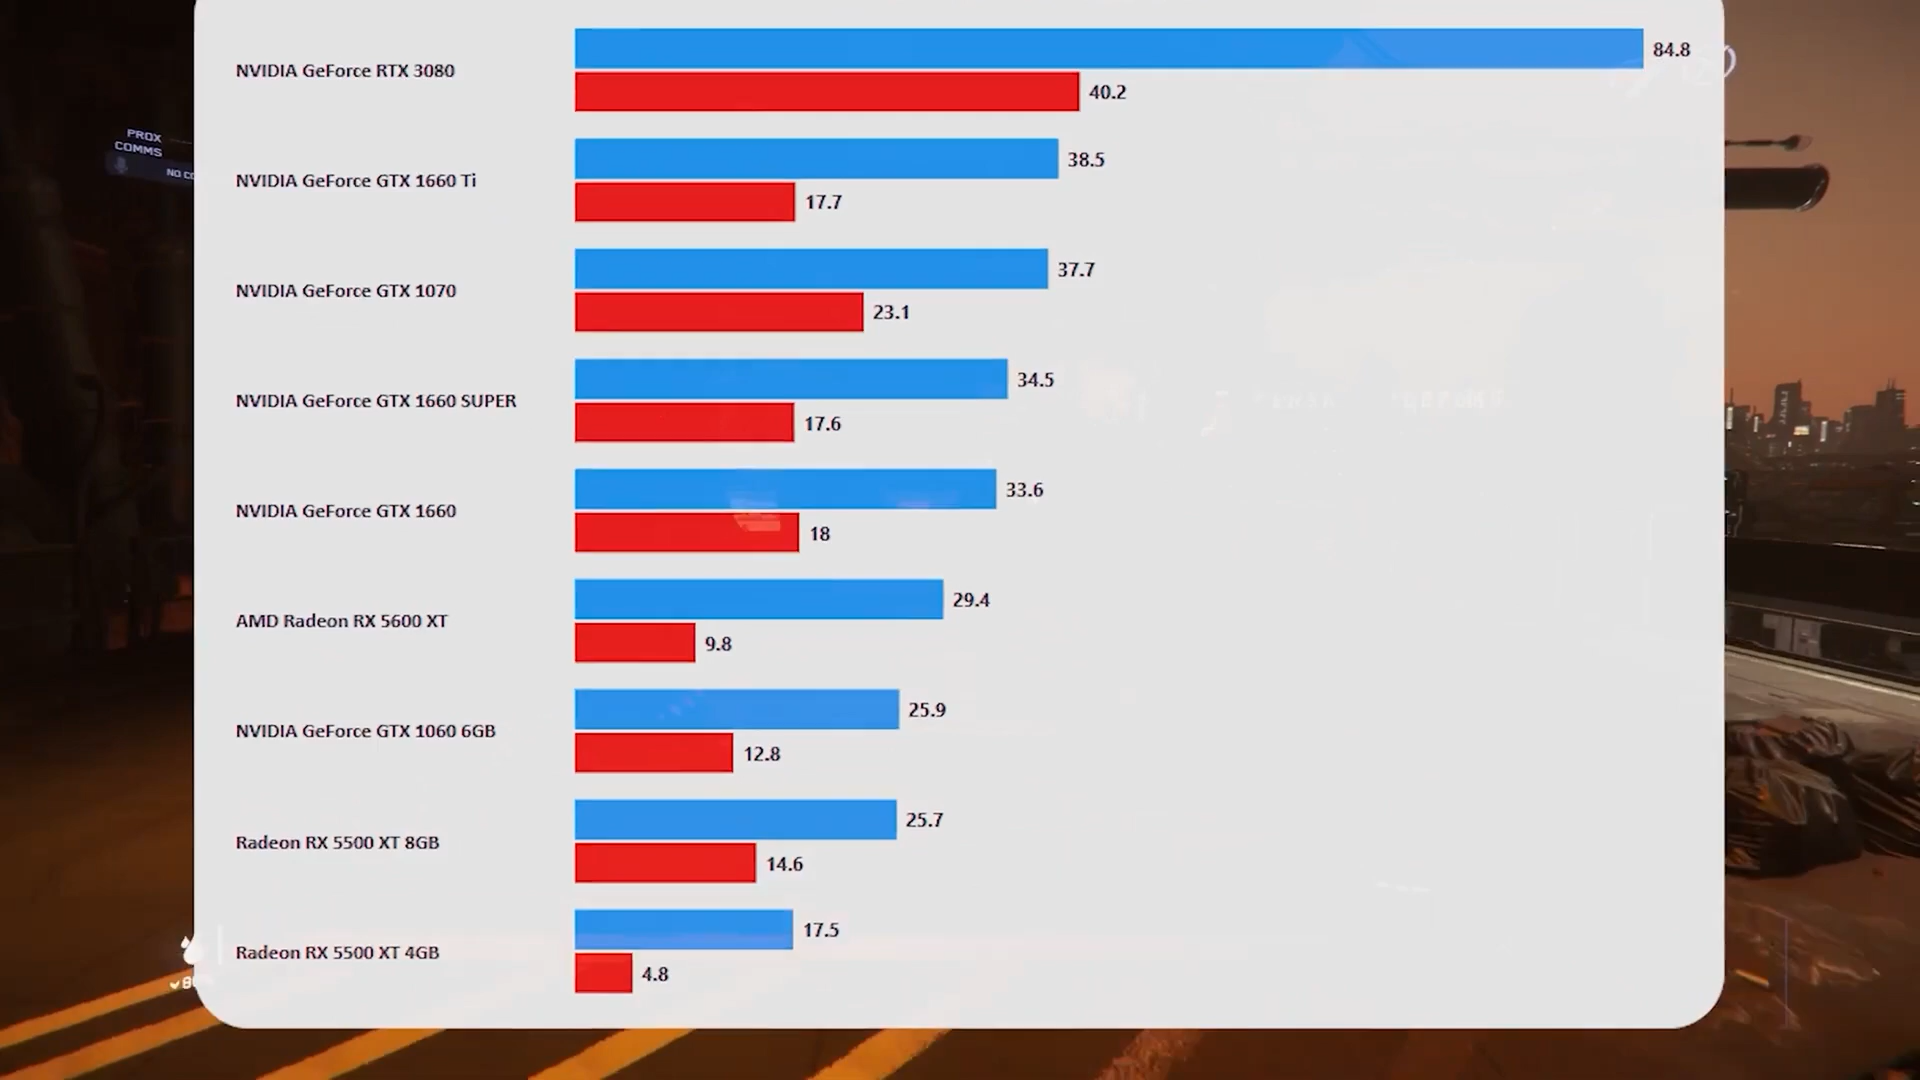 NVIDIA GeForce RTX 3080
84.8
40.2
PROX
COMMS
NVIDIA GeForce GTX 1660 Ti
38.5
17.7
NVIDIA GeForce GTX 1070
37.7
23.1
NVIDIA GeForce GTX 1660 SUPER
34.5
17.6
NVIDIA GeForce GTX 1660
33.6
18
AMD Radeon RX 5600 XT
29.4
9.8
NVIDIA GeForce GTX 1060 6GB
25.9
12.8
Radeon RX 5500 XT 8GB
25.7
14.6
Radeon RX 5500 XT 4GB
17.5
4.8